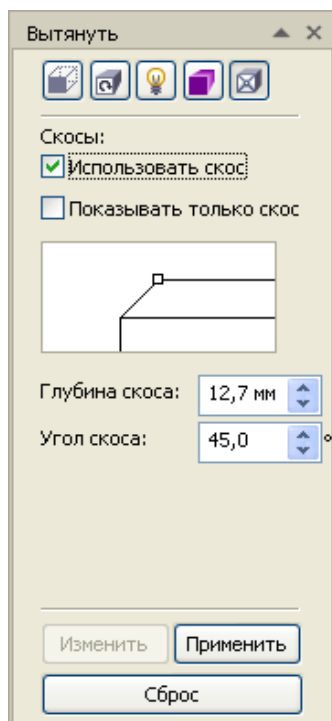 Вытянуть
Скосы:
Использовать скос
Показывать только скос
Глубина скоса: 12,7 мм
Угол скоса: 45,0 °
Изменить Применить
Сброс